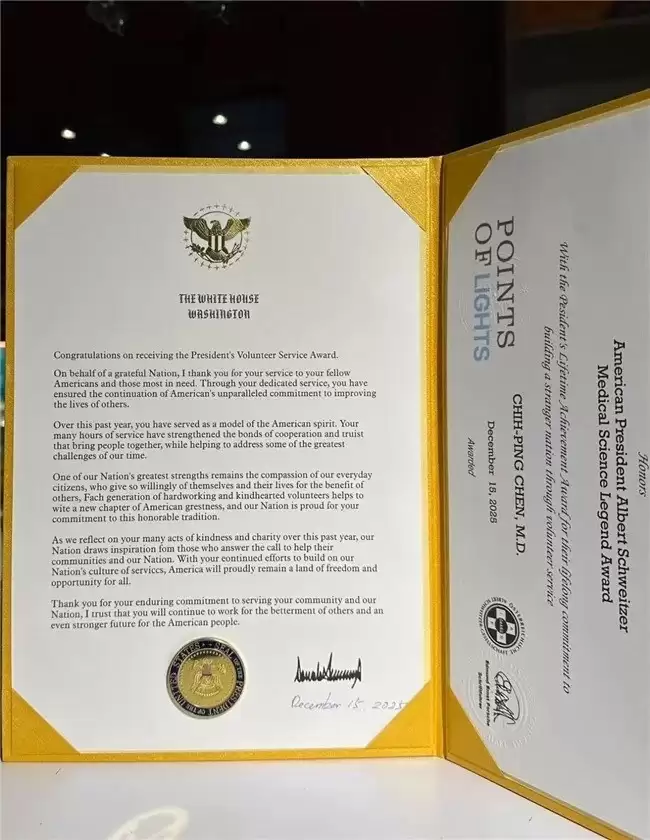 THE WHITE HOUSE
WASHINGTON
Congratulations on receiving the President's Volunteer Service Award.
On behalf of a grateful Nation, I thank you for your service to your fellow
Americans and those most in need. Through your dedicated service, you have
ensured the continuation of American's unparalleled commitment to improving
the lives of others.
Over this past year, you have served as a model of the American spirit. Your
many hours of service have strengthened the bonds of cooperation and truist
that bring people together, while helping to address some of the greatest
challenges of our time.
One of our Nation's greatest strengths remains the compassion of our everyday
citizens, who give so willingly of themselves and their lives for the benefit of
others, Fach generation of hardworking and kindhearted volunteers helps to
wite a new chapter of American grestness, and our Nation is proud for your
commitment to this honorable tradition.
As we reflect on your many acts of kindness and charity over this past year, our
Nation draws inspiration fom those who answer the call to help their
communities and our Nation. With your continued efforts to build on our
Nation's culture of serviccs, America will proudly remain a land of freedom and
opportunity for all.
Thank you for your enduring commitment to serving your community and our
Nation, I trust that you will continue to work for the betterment of others and an
even stronger future for the American people.
SEAL OF THE PRESIDENT OF THE UNITED STATES
December 15, 2025
Honors
American President Albert Schweitzer
Medical Science Legend Award
With the Pesident's Lifetime Achievement Award for their lifelong commitment to
building a stranger nation through volunteer service
CHIH-PING CHEN, M.D.
December 15, 2025
Awarded
POINTS
OF LIGHTS